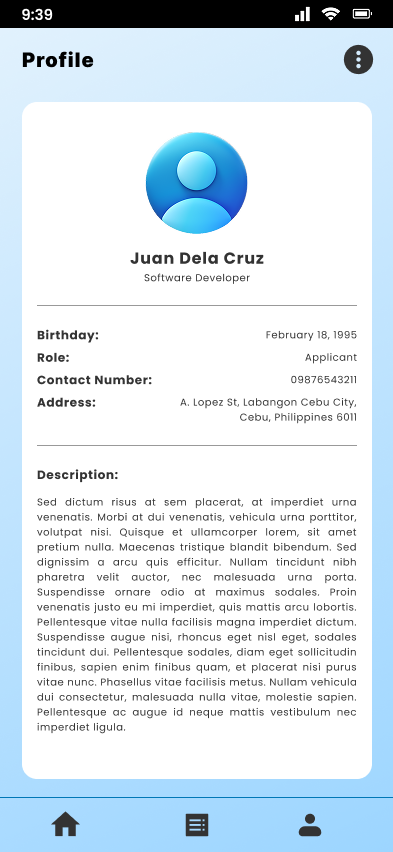 9:39
Profile
Juan Dela Cruz
Software Developer
Birthday: February 18, 1995
Role: Applicant
Contact Number: 09876543211
Address: A. Lopez St, Labangon Cebu City,
Cebu, Philippines 6011
Description:
Sed dictum risus at sem placerat, at imperdiet urna
venenatis. Morbi at dui venenatis, vehicula urna porttitor,
volutpat nisi. Quisque et ullamcorper lorem, sit amet
pretium nulla. Maecenas tristique blandit bibendum. Sed
dignissim a arcu quis efficitur. Nullam tincidunt nibh
pharetra velit auctor, nec malesuada urna porta.
Suspendisse ornare odio at maximus sodales. Proin
venenatis justo eu mi imperdiet, quis mattis arcu lobortis.
Pellentesque vitae nulla facilisis magna imperdiet dictum.
Suspendisse augue nisi, rhoncus eget nisl eget, sodales
tincidunt dui. Pellentesque sodales, diam eget sollicitudin
finibus, sapien enim finibus quam, et placerat nisi purus
vitae nunc. Phasellus vitae facilisis metus. Nullam vehicula
dui consectetur, malesuada nulla vitae, molestie sapien.
Pellentesque ac augue id neque mattis vestibulum nec
imperdiet ligula.